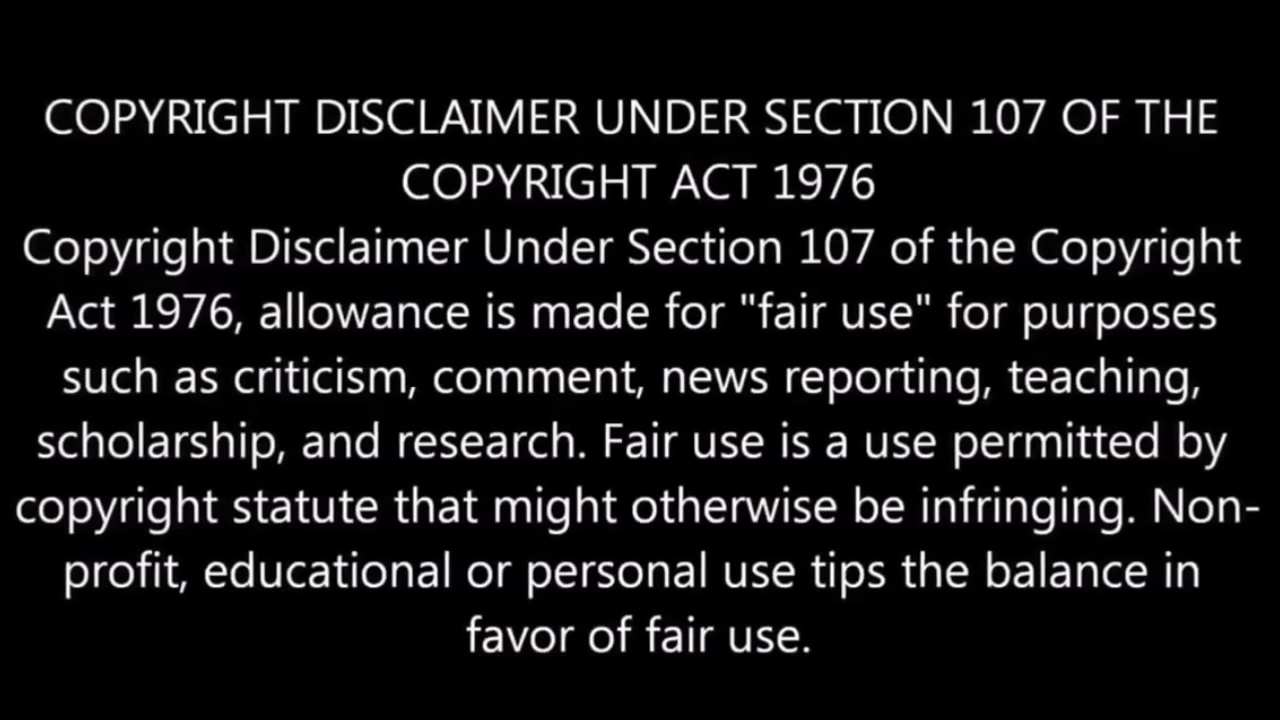 COPYRIGHT DISCLAIMER UNDER SECTION 107 OF THE
COPYRIGHT ACT 1976
Copyright Disclaimer Under Section 107 of the Copyright
Act 1976, allowance is made for "fair use" for purposes
such as criticism, comment, news reporting, teaching,
scholarship, and research. Fair use is a use permitted by
copyright statute that might otherwise be infringing. Non-
profit, educational or personal use tips the balance in
favor of fair use.